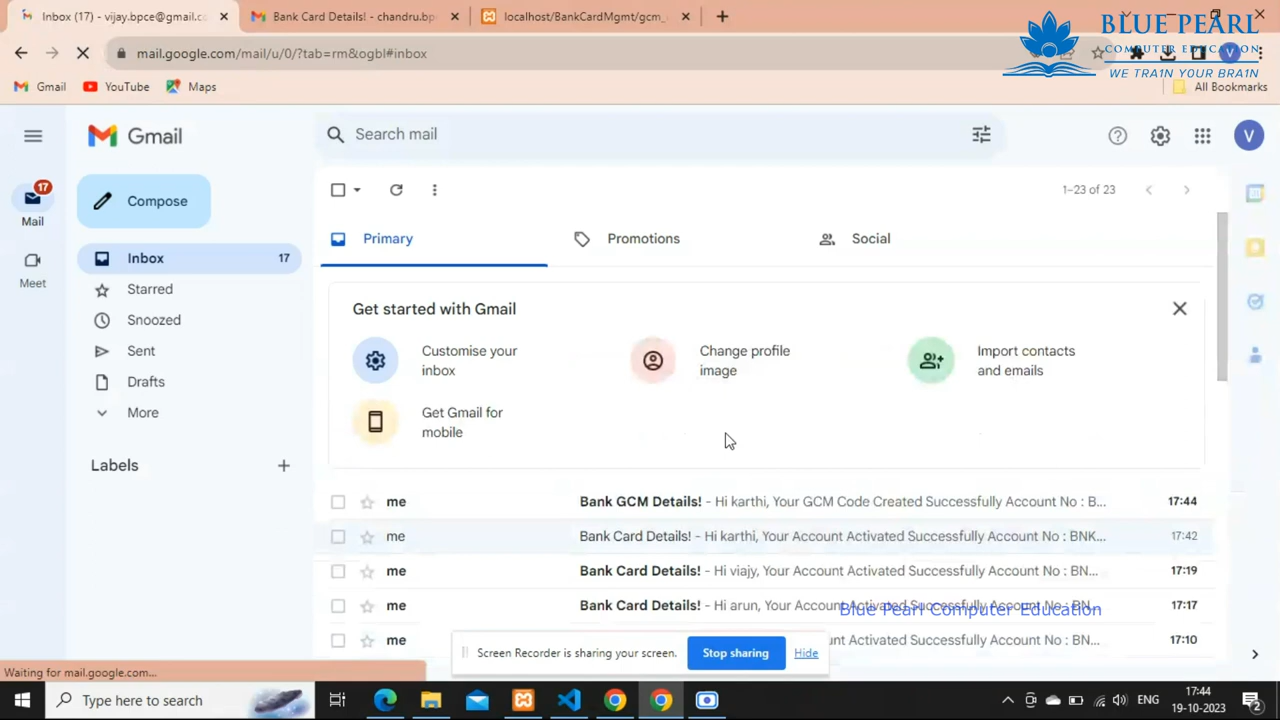 Inbox (17) - vijay.bpce@gmail.co
Bank Card Details! - chandru.bp
localhost/BankCardMgmt/gcm_
BLUE PEARL
COMPUTER EDUCATION
WE TRAIN YOUR BRAIN
mail.google.com/mail/u/0/?tab=rm&ogbl#inbox
V
Gmail
YouTube
Maps
All Bookmarks
Gmail
Search mail
V
17
Mail
Compose
1–23 of 23
Primary
Promotions
Social
Inbox
17
Meet
Starred
Snoozed
Sent
Drafts
More
Labels
Get started with Gmail
Customise your
inbox
Change profile
image
Import contacts
and emails
Get Gmail for
mobile
me Bank GCM Details! - Hi karthi, Your GCM Code Created Successfully Account No : B... 17:44
me Bank Card Details! - Hi karthi, Your Account Activated Successfully Account No : BNK... 17:42
me Bank Card Details! - Hi viajy, Your Account Activated Successfully Account No : BN... 17:19
me Bank Card Details! - Hi arun, Your Account Activated Successfully Account No : BN... 17:17
Blue Pearl Computer Education
me unt Activated Successfully Account No : BN... 17:10
Screen Recorder is sharing your screen.
Stop sharing
Hide
Waiting for mail.google.com...
Type here to search
ENG
17:44
19-10-2023
2